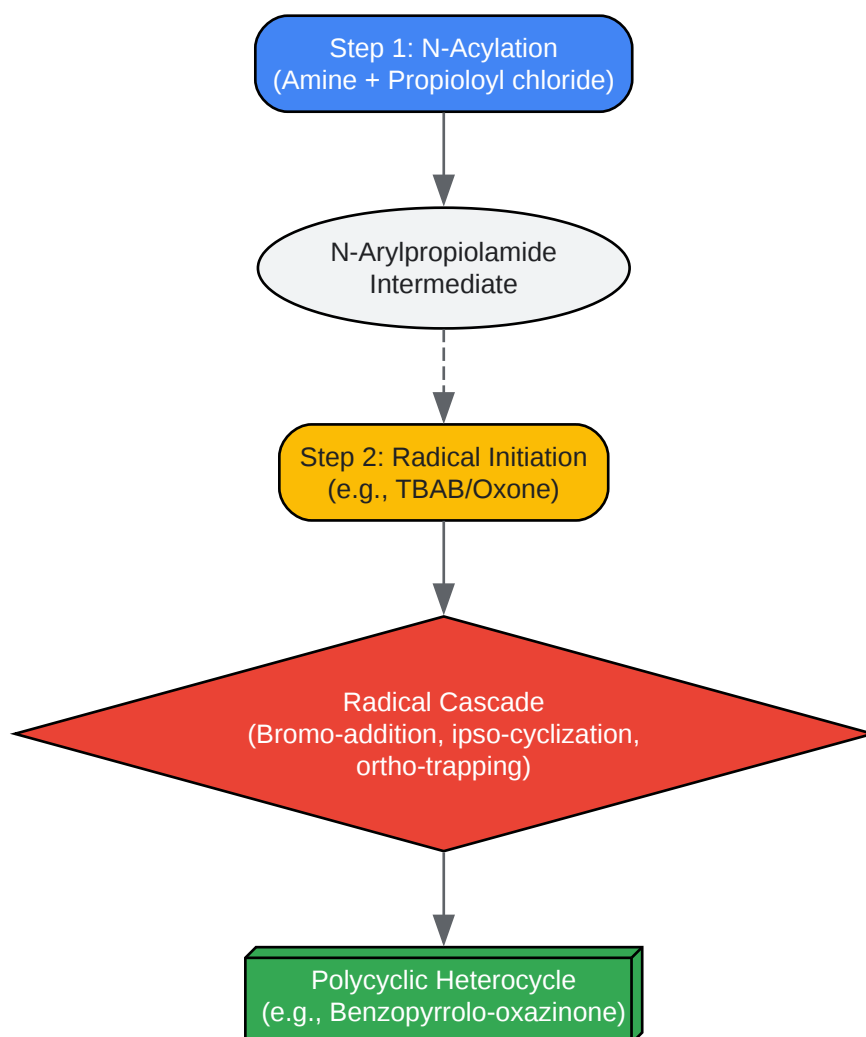 Step 1: N-Acylation
(Amine + Propioloyl chloride)
N-Arylpropiolamide
Intermediate
Step 2: Radical Initiation
(e.g., TBAB/Oxone)
Radical Cascade
(Bromo-addition, ipso-cyclization,
ortho-trapping)
Polycyclic Heterocycle
(e.g., Benzopyrrolo-oxazinone)